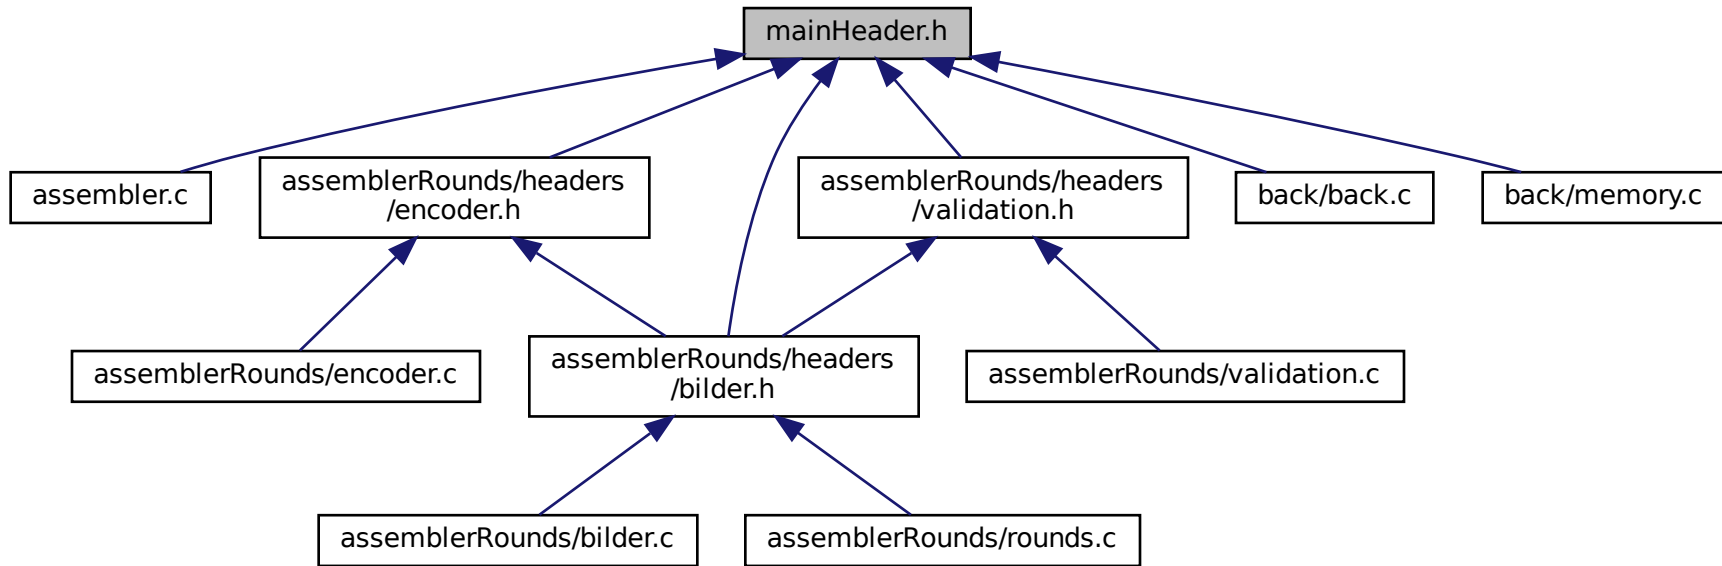 mainHeader.h
assembler.c
assemblerRounds/headers
/encoder.h
assemblerRounds/headers
/validation.h
back/back.c
back/memory.c
assemblerRounds/encoder.c
assemblerRounds/headers
/bilder.h
assemblerRounds/validation.c
assemblerRounds/bilder.c
assemblerRounds/rounds.c